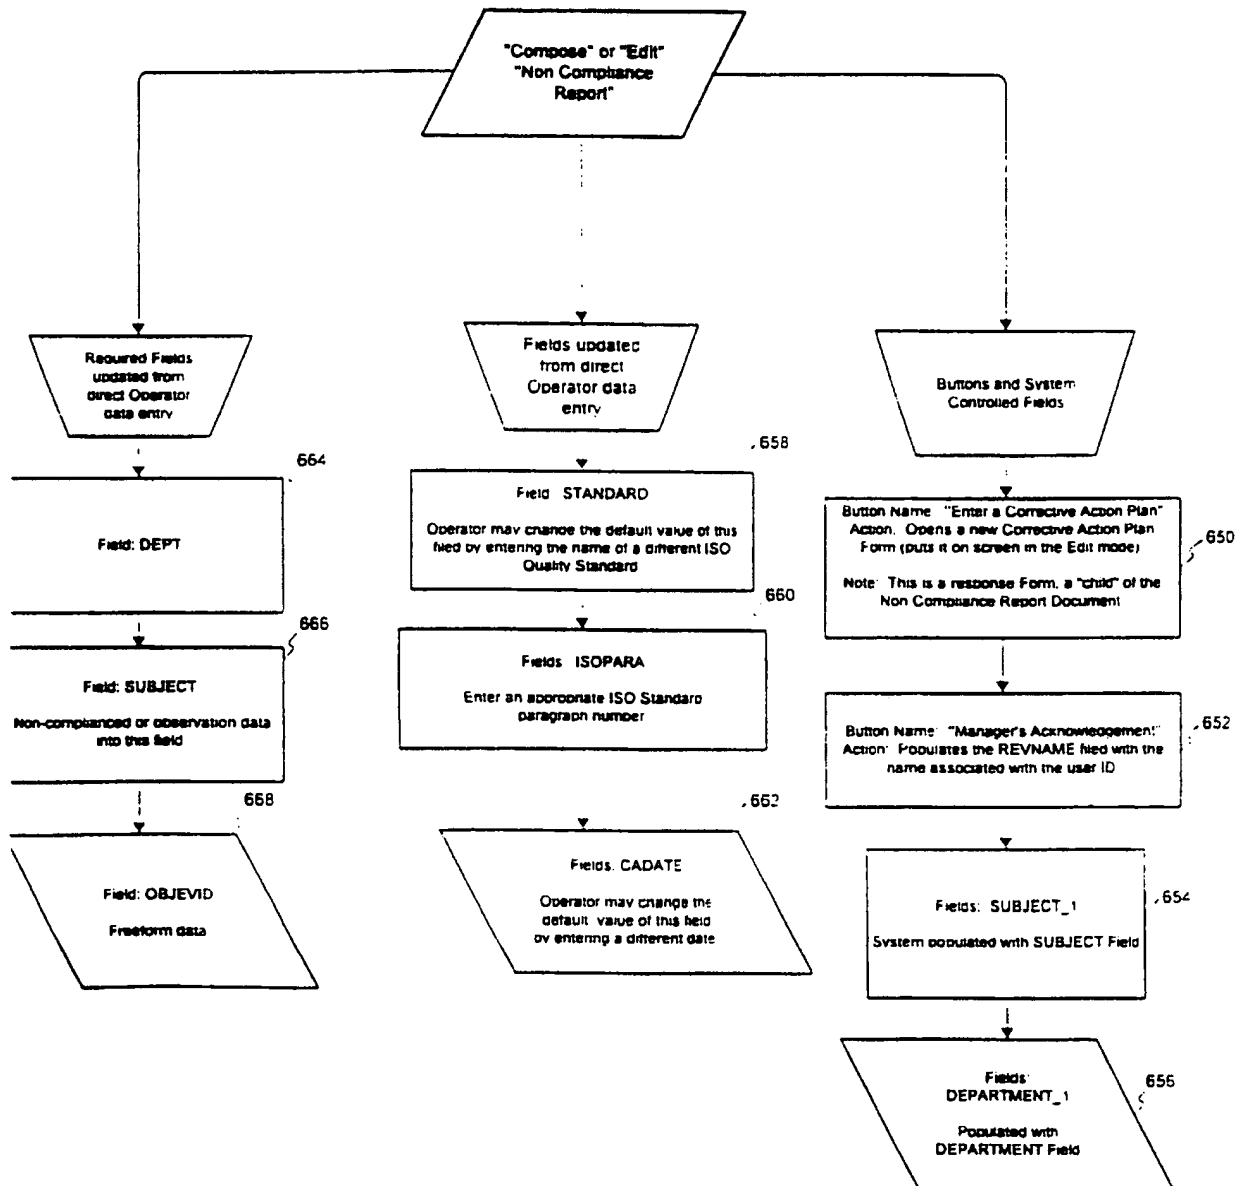 "Compose" or "Edit"
"Non Compliance
Report"
Required Fields
updated from
direct Operator
data entry
664
Field: DEPT
666
Field: SUBJECT
Non-complianced or observation data
into this field
668
Field: OBJEVID
Freeform data
Fields updated
from direct
Operator data
entry
658
Field: STANDARD
Operator may change the default value of this
filed by entering the name of a different ISO
Quality Standard
660
Fields: ISOPARA
Enter an appropriate ISO Standard
paragraph number
662
Fields: CADATE
Operator may change the
default value of this field
by entering a different date
Buttons and System
Controlled Fields
Button Name: "Enter a Corrective Action Plan"
Action: Opens a new Corrective Action Plan
Form (puts it on screen in the Edit mode)
Note: This is a response Form, a "child" of the
Non Compliance Report Document
650
Button Name: "Manager's Acknowledgement"
Action: Populates the REVNAME filed with the
name associated with the user ID
652
Fields: SUBJECT_1
System populated with SUBJECT Field
654
Fields:
DEPARTMENT_1
Populated with
DEPARTMENT Field
656